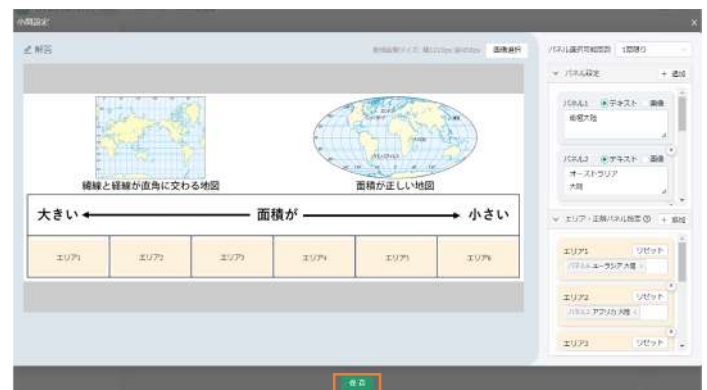 小問設定
x
解答
画像選択
パネル選択可能回数 1回限り
パネル設定 + 追加
パネル1 テキスト 画像
南極大陸
パネル2 テキスト 画像
オーストラリア
大陸
緯線と経線が直角に交わる地図
面積が正しい地図
大きい 面積が 小さい
エリア1 エリア2 エリア3 エリア4 エリア5 エリア6
エリア・正解パネル設定 + 追加
エリア1 リセット
ユーラシア大陸
エリア2 リセット
アフリカ大陸
エリア3 リセット
保存